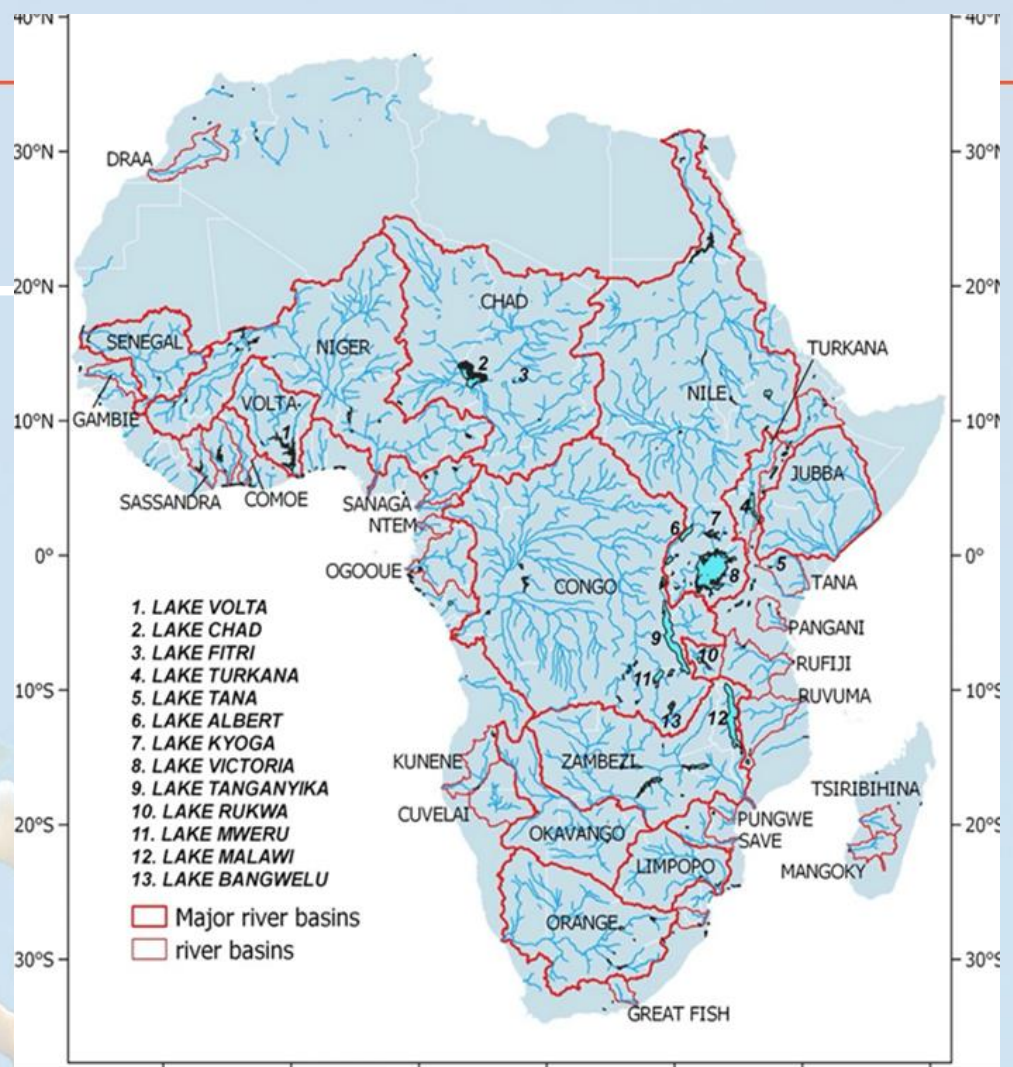 40°N
40°N
30°N
30°N
DRAA
20°N
20°N
CHAD
SENEGAL
NIGER
TURKANA
2
3
NILE
GAMBIE
VOLTA
10°N
10°N
1
JUBBA
SASSANDRA
COMOE
SANAGA
4
NTEM
6
7
0°
0°
OGOOUE
CONGO
8
5
TANA
1. LAKE VOLTA
2. LAKE CHAD
3. LAKE FITRI
4. LAKE TURKANA
5. LAKE TANA
6. LAKE ALBERT
7. LAKE KYOGA
8. LAKE VICTORIA
9. LAKE TANGANYIKA
10. LAKE RUKWA
11. LAKE MWERU
12. LAKE MALAWI
13. LAKE BANGWELU
Major river basins
river basins
PANGANI
9
10
RUFIJI
11
10°S
10°S
RUVUMA
13
12
KUNENE
ZAMBEZI
TSIRIBIHINA
CUVELAI
PUNGWE
20°S
20°S
OKAVANGO
SAVE
LIMPOPO
MANGOKY
ORANGE
30°S
30°S
GREAT FISH